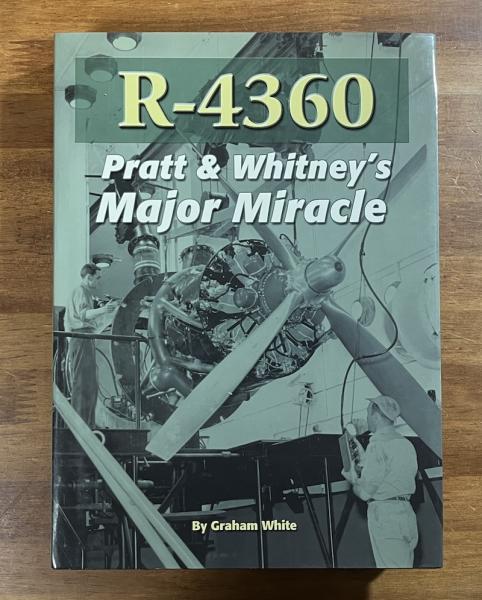 R-4360
Pratt & Whitney's
Major Miracle
By Graham White